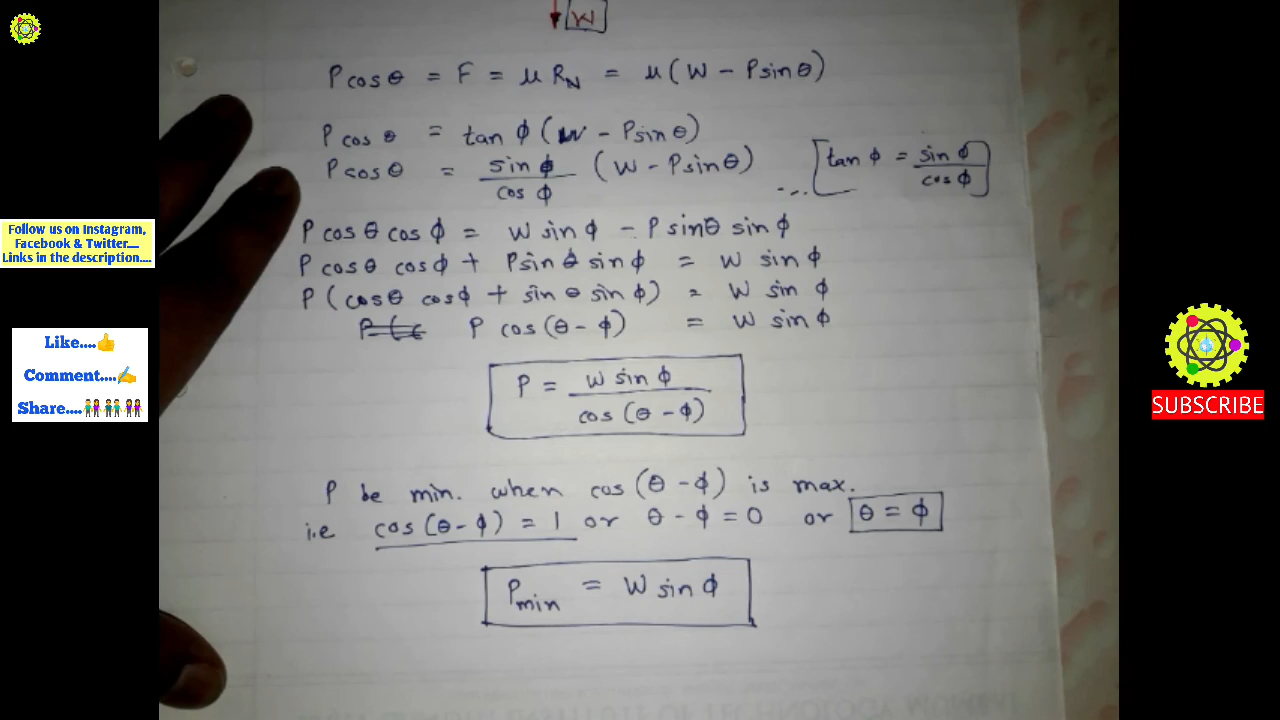 W
P cos θ = F = μ R_N = μ(W - P sin θ)
P cos θ = tan ϕ (W - P sin θ)
P cos θ = sin ϕ / cos ϕ (W - P sin θ) ... [tan ϕ = sin ϕ / cos ϕ]
P cos θ cos ϕ = W sin ϕ - P sin θ sin ϕ
P cos θ cos ϕ + P sin θ sin ϕ = W sin ϕ
P (cos θ cos ϕ + sin θ sin ϕ) = W sin ϕ
P cos (θ - ϕ) = W sin ϕ
P = W sin ϕ / cos (θ - ϕ)
P be min. when cos (θ - ϕ) is max.
i.e cos (θ - ϕ) = 1 or θ - ϕ = 0 or θ = ϕ
P_min = W sin ϕ
Follow us on Instagram,
Facebook & Twitter....
Links in the description....
Like....👍
Comment....✍
Share....👫👬👭
SUBSCRIBE